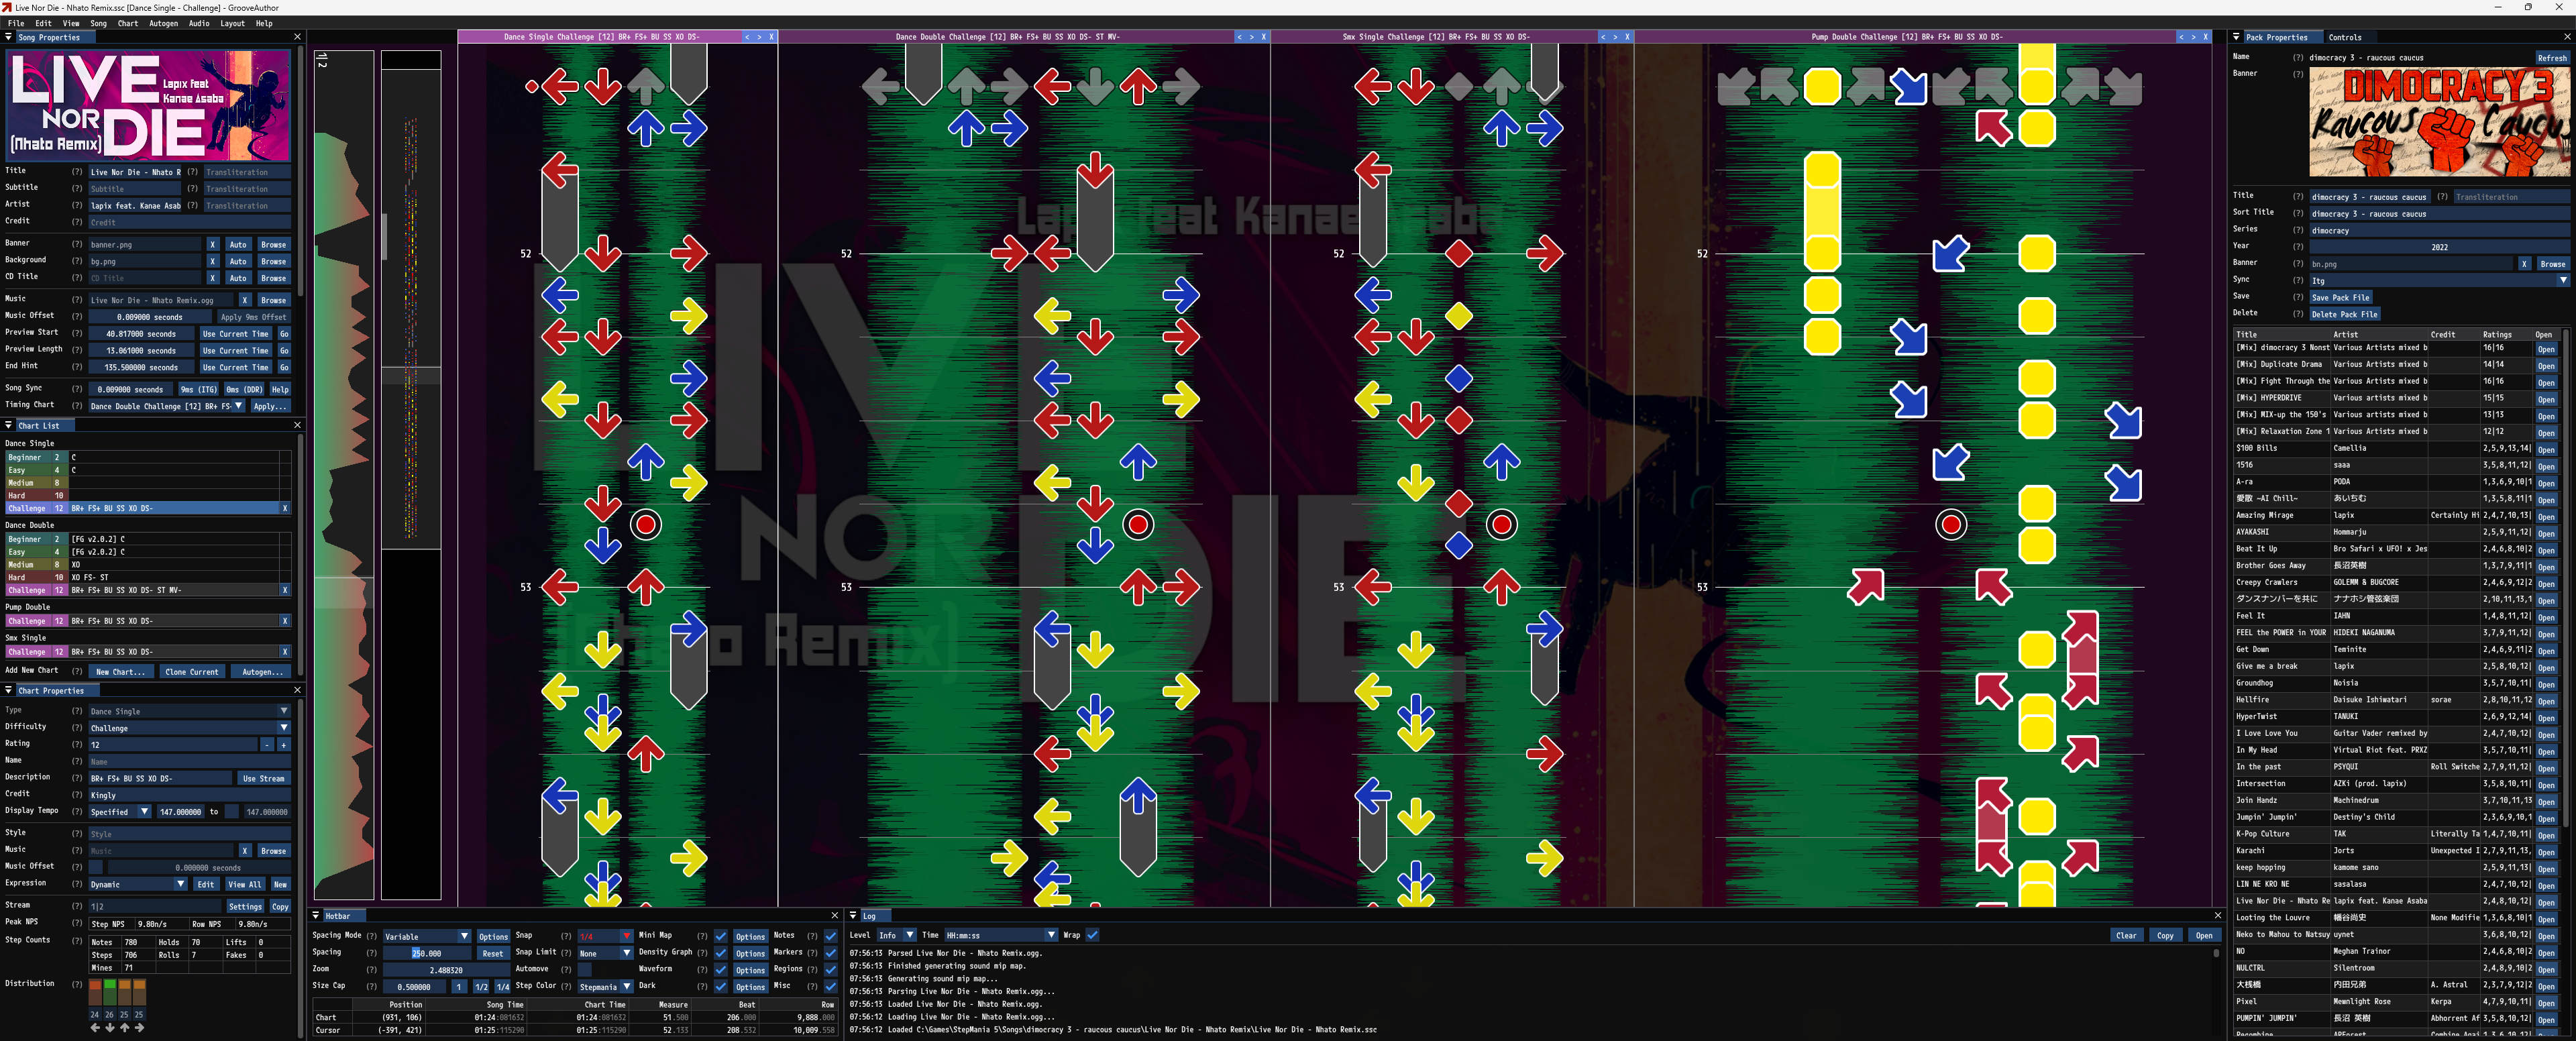 Live Nor Die - Nhato Remix.ssc [Dance Single - Challenge] - GrooveAuthor
File Edit View Song Chart Autogen Audio Layout Help
Song Properties
LIVE NOR DIE
Lapix feat Kanae Asaba
(Nhato Remix)
Title (?) Live Nor Die - Nhato R (?) Transliteration
Subtitle (?) Subtitle (?) Transliteration
Artist (?) lapix feat. Kanae Asab (?) Transliteration
Credit (?) Credit
Banner (?) banner.png X Auto Browse
Background (?) bg.png X Auto Browse
CD Title (?) CD Title X Auto Browse
Music (?) Live Nor Die - Nhato Remix.ogg X Browse
Music Offset (?) 0.009000 seconds Apply 9ms Offset
Preview Start (?) 40.817000 seconds Use Current Time Go
Preview Length (?) 13.061000 seconds Use Current Time Go
End Hint (?) 135.500000 seconds Use Current Time Go
Song Sync (?) 0.009000 seconds 9ms (ITG) 0ms (DDR) Help
Timing Chart (?) Dance Double Challenge [12] BR+ FS- Apply...
Chart List
Dance Single
Beginner 2 C
Easy 4 C
Medium 8
Hard 10
Challenge 12 BR+ FS+ BU SS XO DS- X
Dance Double
Beginner 2 [FG v2.0.2] C
Easy 4 [FG v2.0.2] C
Medium 8 XO
Hard 10 XO FS- ST
Challenge 12 BR+ FS+ BU SS XO DS- ST MV- X
Pump Double
Challenge 12 BR+ FS+ BU SS XO DS- X
Smx Single
Challenge 12 BR+ FS+ BU SS XO DS- X
Add New Chart (?) New Chart... Clone Current Autogen...
Chart Properties
Type (?) Dance Single
Difficulty (?) Challenge
Rating (?) 12 - +
Name (?) Name
Description (?) BR+ FS+ BU SS XO DS- Use Stream
Credit (?) Kingly
Display Tempo (?) Specified 147.000000 to 147.000000
Style (?) Style
Music (?) Music X Browse
Music Offset (?) 0.000000 seconds
Expression (?) Dynamic Edit View All New
Stream (?) 1|2 Settings Copy
Peak NPS (?) Step NPS 9.80n/s Row NPS 9.80n/s
Step Counts (?) Notes 780 Holds 70 Lifts 0
Steps 706 Rolls 7 Fakes 0
Mines 71
Distribution (?)
24 26 25 25
1|2
Dance Single Challenge [12] BR+ FS+ BU SS XO DS- < > X
Dance Double Challenge [12] BR+ FS+ BU SS XO DS- ST MV- < > X
Smx Single Challenge [12] BR+ FS+ BU SS XO DS- < > X
Pump Double Challenge [12] BR+ FS+ BU SS XO DS- < > X
Lapix feat Kanae Asaba
LIVE
NOR DIE
(Nhato Remix)
52 52 52 52
53 53 53 53
Hotbar
Spacing Mode (?) Variable Options Snap (?) 1/4 Mini Map (?) Options Notes (?)
Spacing (?) 250.000 Reset Snap Limit (?) None Density Graph (?) Options Markers (?)
Zoom (?) 2.488320 Automove (?) Waveform (?) Options Regions (?)
Size Cap (?) 0.500000 1 1/2 1/4 Step Color (?) Stepmania Dark (?) Options Misc (?)
Position Song Time Chart Time Measure Beat Row
Chart (931, 106) 01:24:081632 01:24:081632 51.500 206.000 9,888.000
Cursor (-391, 421) 01:25:115290 01:25:115290 52.133 208.532 10,009.558
Log
Level Info Time HH:mm:ss Wrap Clear Copy Open
07:56:13 Parsed Live Nor Die - Nhato Remix.ogg.
07:56:13 Finished generating sound mip map.
07:56:13 Generating sound mip map...
07:56:13 Parsing Live Nor Die - Nhato Remix.ogg...
07:56:13 Loaded Live Nor Die - Nhato Remix.ogg.
07:56:12 Loading Live Nor Die - Nhato Remix.ogg...
07:56:12 Loaded C:\Games\StepMania 5\Songs\dimocracy 3 - raucous caucus\Live Nor Die - Nhato Remix\Live Nor Die - Nhato Remix.ssc
Pack Properties Controls
Name (?) dimocracy 3 - raucous caucus Refresh
Banner (?)
DIMOCRACY 3
Raucous Caucus
Title (?) dimocracy 3 - raucous caucus (?) Transliteration
Sort Title (?) dimocracy 3 - raucous caucus
Series (?) dimocracy
Year (?) 2022
Banner (?) bn.png X Browse
Sync (?) Itg
Save (?) Save Pack File
Delete (?) Delete Pack File
Title Artist Credit Ratings Open
[Mix] dimocracy 3 Nonst Various Artists mixed b 16|16 Open
[Mix] Duplicate Drama Various Artists mixed b 14|14 Open
[Mix] Fight Through the Various Artists mixed b 16|16 Open
[Mix] HYPERDRIVE Various artists mixed b 15|15 Open
[Mix] MIX-up the 150's Various Artists mixed b 13|13 Open
[Mix] Relaxation Zone 1 Various Artists mixed b 12|12 Open
$100 Bills Camellia 2,5,9,13,14| Open
1516 saaa 3,5,8,11,12| Open
A-ra PODA 1,3,6,9,10|1 Open
愛散 ~AI Chill~ あいちむ 1,3,5,8,11|1 Open
Amazing Mirage lapix Certainly Hi 2,4,7,10,13| Open
AYAKASHI Hommarju 2,5,9,11,12| Open
Beat It Up Bro Safari x UFO! x Jes 2,4,6,8,10|2 Open
Brother Goes Away 長沼英樹 1,3,7,9,11|1 Open
Creepy Crawlers GOLEMM & BUGCORE 2,4,6,9,12|2 Open
ダンスナンバーを共に ナナホシ管弦楽団 2,10,11,13,1 Open
Feel It IAHN 1,4,8,11,12| Open
FEEL the POWER in YOUR HIDEKI NAGANUMA 3,7,9,11,12| Open
Get Down Teminite 2,4,6,9,11|2 Open
Give me a break lapix 2,5,8,10,12| Open
Groundhog Noisia 3,5,7,10,11| Open
Hellfire Daisuke Ishiwatari sorae 2,8,10,11,12 Open
HyperTwist TANUKI 2,6,9,12,14| Open
I Love Love You Guitar Vader remixed by 2,4,7,10,12| Open
In My Head Virtual Riot feat. PRXZ 3,5,7,10,11| Open
In the past PSYQUI Roll Switche 2,7,9,11,12| Open
Intersection AZKi (prod. lapix) 3,5,8,10,11| Open
Join Handz Machinedrum 3,7,10,11,13 Open
Jumpin' Jumpin' Destiny's Child 2,3,6,9,10,1 Open
K-Pop Culture TAK Literally Ta 1,4,7,10,11| Open
Karachi Jorts Unexpected I 2,7,9,11,13, Open
keep hopping kamome sano 2,5,9,11,13| Open
LIN NE KRO NE sasalasa 2,4,7,10,12| Open
Live Nor Die - Nhato Re lapix feat. Kanae Asaba 2,4,8,10,12| Open
Looting the Louvre 幡谷尚史 None Modifie 1,3,6,8,10|1 Open
Neko to Mahou to Natsuy uynet 3,6,8,10,12| Open
NO Meghan Trainor 2,4,6,8,10|2 Open
NULCTRL Silentroom 2,4,8,9,10|2 Open
大桟橋 内田兄弟 A. Astral 2,3,7,9,12|2 Open
Pixel Mewnlight Rose Kerpa 4,7,9,10,11| Open
PUMPIN' JUMPIN' 長沼 英樹 Abhorrent Af 3,5,8,10,12| Open